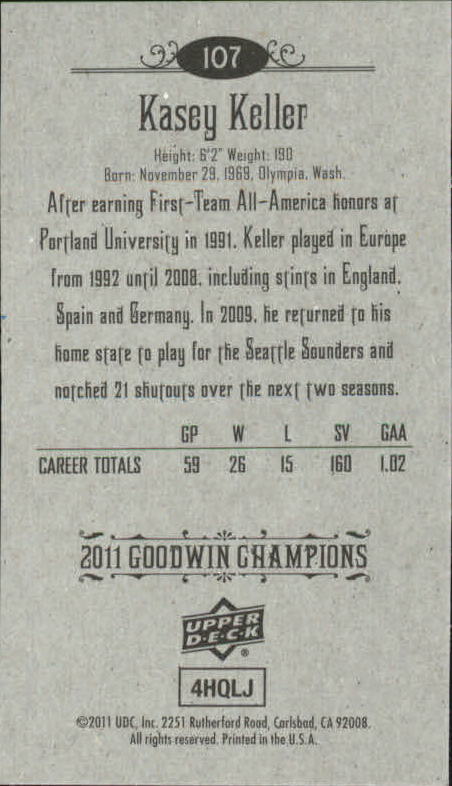 107
Kasey Keller
Height: 6'2" Weight: 190
Born: November 29, 1969, Olympia, Wash.
After earning First-Team All-America honors at
Portland University in 1991, Keller played in Europe
from 1992 until 2008, including stints in England,
Spain and Germany. In 2009, he returned to his
home state to play for the Seattle Sounders and
notched 21 shutouts over the next two seasons.
GP W L SV GAA
CAREER TOTALS 59 26 15 160 1.02
2011 GOODWIN CHAMPIONS
UPPER
D·E·C·K
®
4HQLJ
©2011 UDC, Inc. 2251 Rutherford Road, Carlsbad, CA 92008.
All rights reserved. Printed in the U.S.A.